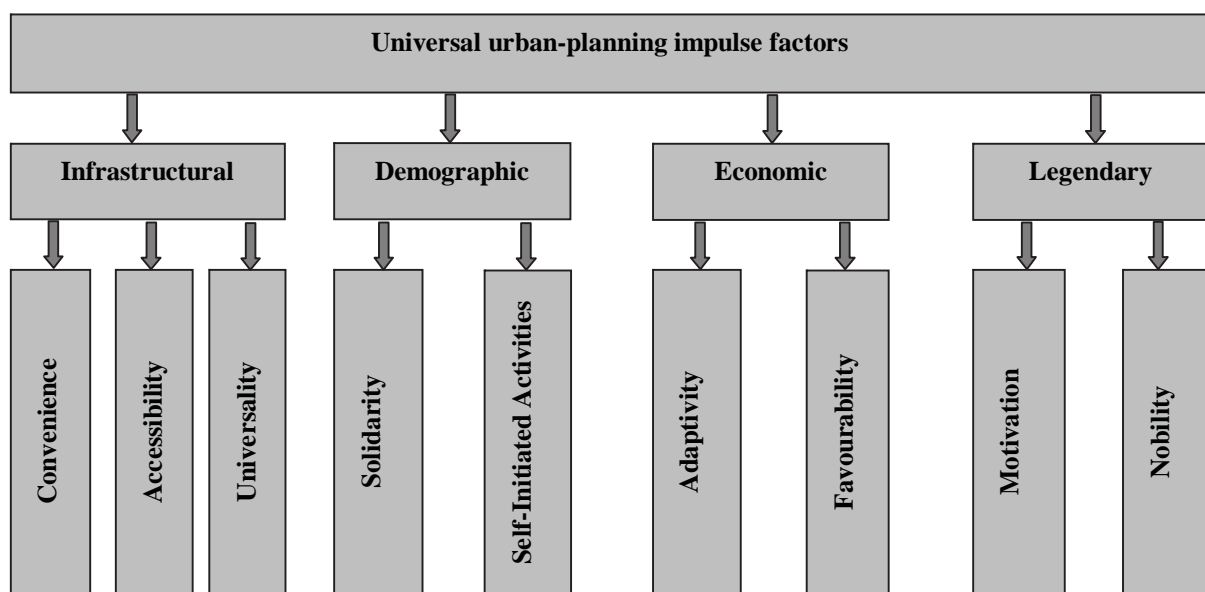 Universal urban-planning impulse factors
Infrastructural
Demographic
Economic
Legendary
Convenience
Accessibility
Universality
Solidarity
Self-Initiated Activities
Adaptivity
Favourability
Motivation
Nobility